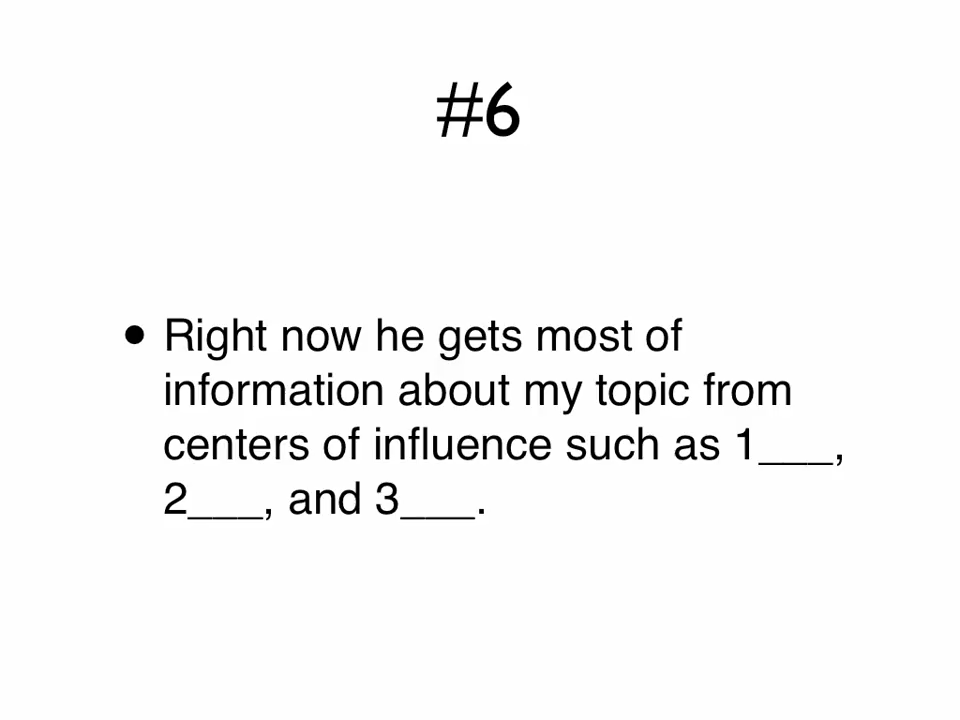 #6
• Right now he gets most of
information about my topic from
centers of influence such as 1___,
2___, and 3___.